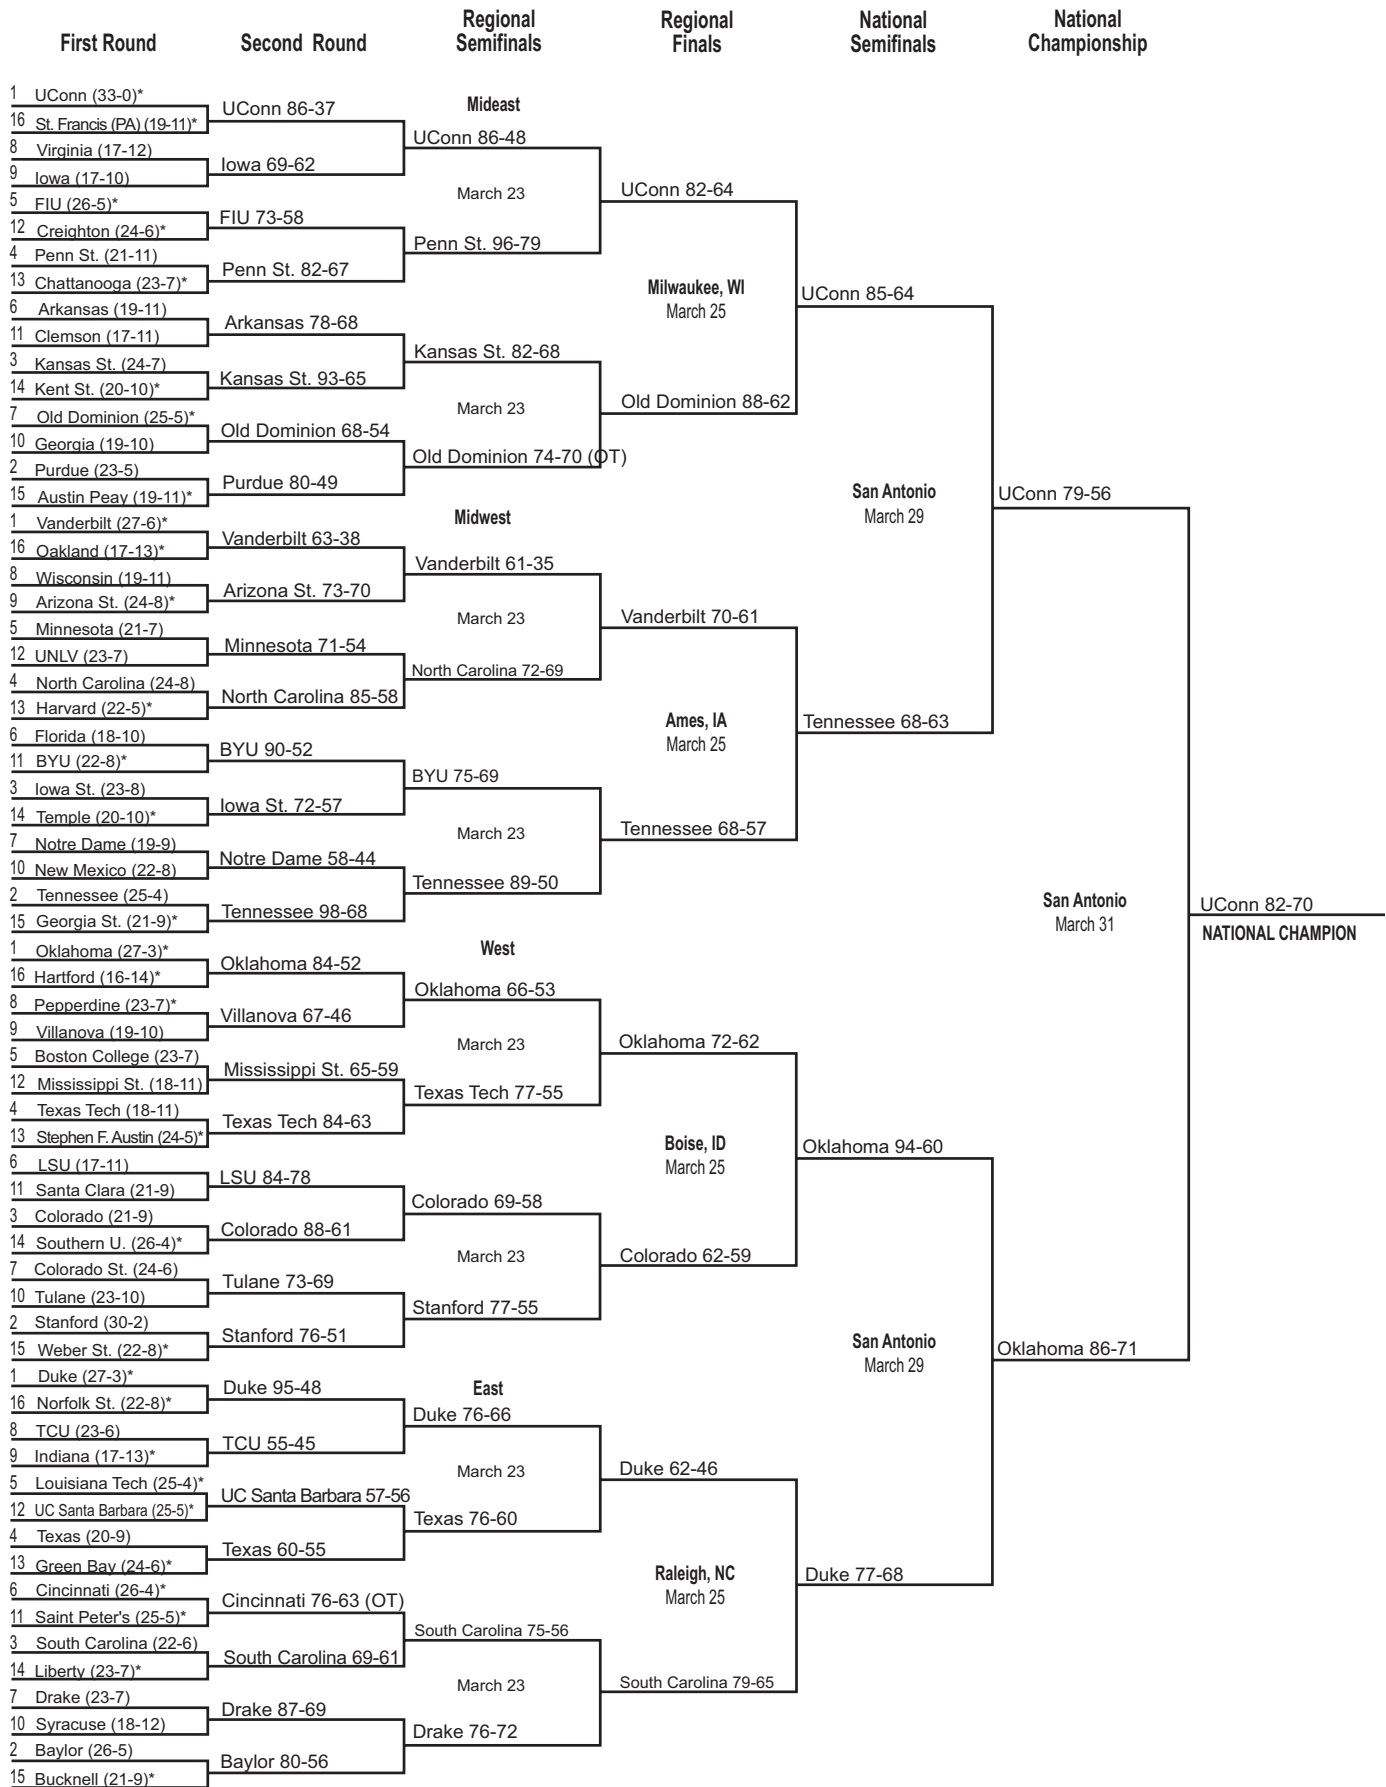 First Round
Second Round
Regional
Semifinals
Regional
Finals
National
Semifinals
National
Championship
1 UConn (33-0)*
16 St. Francis (PA) (19-11)*
8 Virginia (17-12)
9 Iowa (17-10)
5 FIU (26-5)*
12 Creighton (24-6)*
4 Penn St. (21-11)
13 Chattanooga (23-7)*
6 Arkansas (19-11)
11 Clemson (17-11)
3 Kansas St. (24-7)
14 Kent St. (20-10)*
7 Old Dominion (25-5)*
10 Georgia (19-10)
2 Purdue (23-5)
15 Austin Peay (19-11)*
1 Vanderbilt (27-6)*
16 Oakland (17-13)*
8 Wisconsin (19-11)
9 Arizona St. (24-8)*
5 Minnesota (21-7)
12 UNLV (23-7)
4 North Carolina (24-8)
13 Harvard (22-5)*
6 Florida (18-10)
11 BYU (22-8)*
3 Iowa St. (23-8)
14 Temple (20-10)*
7 Notre Dame (19-9)
10 New Mexico (22-8)
2 Tennessee (25-4)
15 Georgia St. (21-9)*
1 Oklahoma (27-3)*
16 Hartford (16-14)*
8 Pepperdine (23-7)*
9 Villanova (19-10)
5 Boston College (23-7)
12 Mississippi St. (18-11)
4 Texas Tech (18-11)
13 Stephen F. Austin (24-5)*
6 LSU (17-11)
11 Santa Clara (21-9)
3 Colorado (21-9)
14 Southern U. (26-4)*
7 Colorado St. (24-6)
10 Tulane (23-10)
2 Stanford (30-2)
15 Weber St. (22-8)*
1 Duke (27-3)*
16 Norfolk St. (22-8)*
8 TCU (23-6)
9 Indiana (17-13)*
5 Louisiana Tech (25-4)*
12 UC Santa Barbara (25-5)*
4 Texas (20-9)
13 Green Bay (24-6)*
6 Cincinnati (26-4)*
11 Saint Peter's (25-5)*
3 South Carolina (22-6)
14 Liberty (23-7)*
7 Drake (23-7)
10 Syracuse (18-12)
2 Baylor (26-5)
15 Bucknell (21-9)*
UConn 86-37
Iowa 69-62
FIU 73-58
Penn St. 82-67
Arkansas 78-68
Kansas St. 93-65
Old Dominion 68-54
Purdue 80-49
Vanderbilt 63-38
Arizona St. 73-70
Minnesota 71-54
North Carolina 85-58
BYU 90-52
Iowa St. 72-57
Notre Dame 58-44
Tennessee 98-68
Oklahoma 84-52
Villanova 67-46
Mississippi St. 65-59
Texas Tech 84-63
LSU 84-78
Colorado 88-61
Tulane 73-69
Stanford 76-51
Duke 95-48
TCU 55-45
UC Santa Barbara 57-56
Texas 60-55
Cincinnati 76-63 (OT)
South Carolina 69-61
Drake 87-69
Baylor 80-56
Mideast
UConn 86-48
March 23
Penn St. 96-79
Kansas St. 82-68
March 23
Old Dominion 74-70 (OT)
Midwest
Vanderbilt 61-35
March 23
North Carolina 72-69
BYU 75-69
March 23
Tennessee 89-50
West
Oklahoma 66-53
March 23
Texas Tech 77-55
Colorado 69-58
March 23
Stanford 77-55
East
Duke 76-66
March 23
Texas 76-60
South Carolina 75-56
March 23
Drake 76-72
UConn 82-64
Milwaukee, WI
March 25
Old Dominion 88-62
Vanderbilt 70-61
Ames, IA
March 25
Tennessee 68-57
Oklahoma 72-62
Boise, ID
March 25
Colorado 62-59
Duke 62-46
Raleigh, NC
March 25
South Carolina 79-65
UConn 85-64
San Antonio
March 29
Tennessee 68-63
Oklahoma 94-60
San Antonio
March 29
Duke 77-68
UConn 79-56
San Antonio
March 31
Oklahoma 86-71
UConn 82-70
NATIONAL CHAMPION